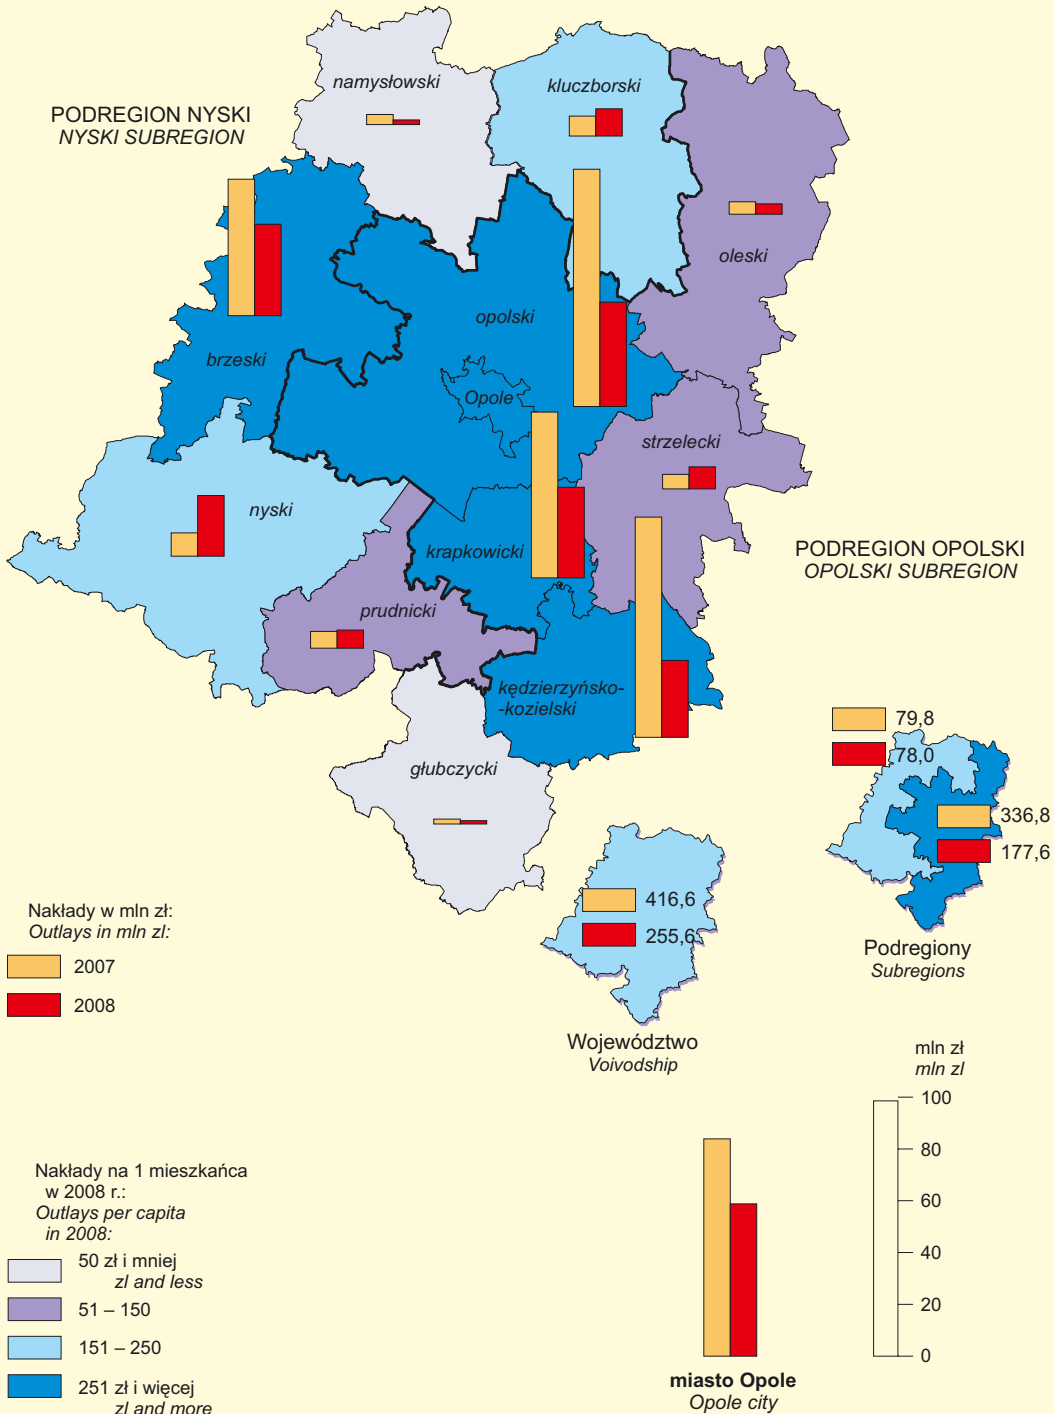 PODREGION NYSKI
NYSKI SUBREGION
namysłowski
kluczborski
oleski
opolski
brzeski
Opole
strzelecki
nyski
krapkowicki
PODREGION OPOLSKI
OPOLSKI SUBREGION
prudnicki
kędzierzyńsko-
-kozielski
głubczycki
79,8
78,0
336,8
177,6
Podregiony
Subregions
416,6
255,6
Województwo
Voivodship
Nakłady w mln zł:
Outlays in mln zl:
2007
2008
mln zł
mln zl
100
80
60
40
20
0
miasto Opole
Opole city
Nakłady na 1 mieszkańca
w 2008 r.:
Outlays per capita
in 2008:
50 zł i mniej
zl and less
51 – 150
151 – 250
251 zł i więcej
zl and more